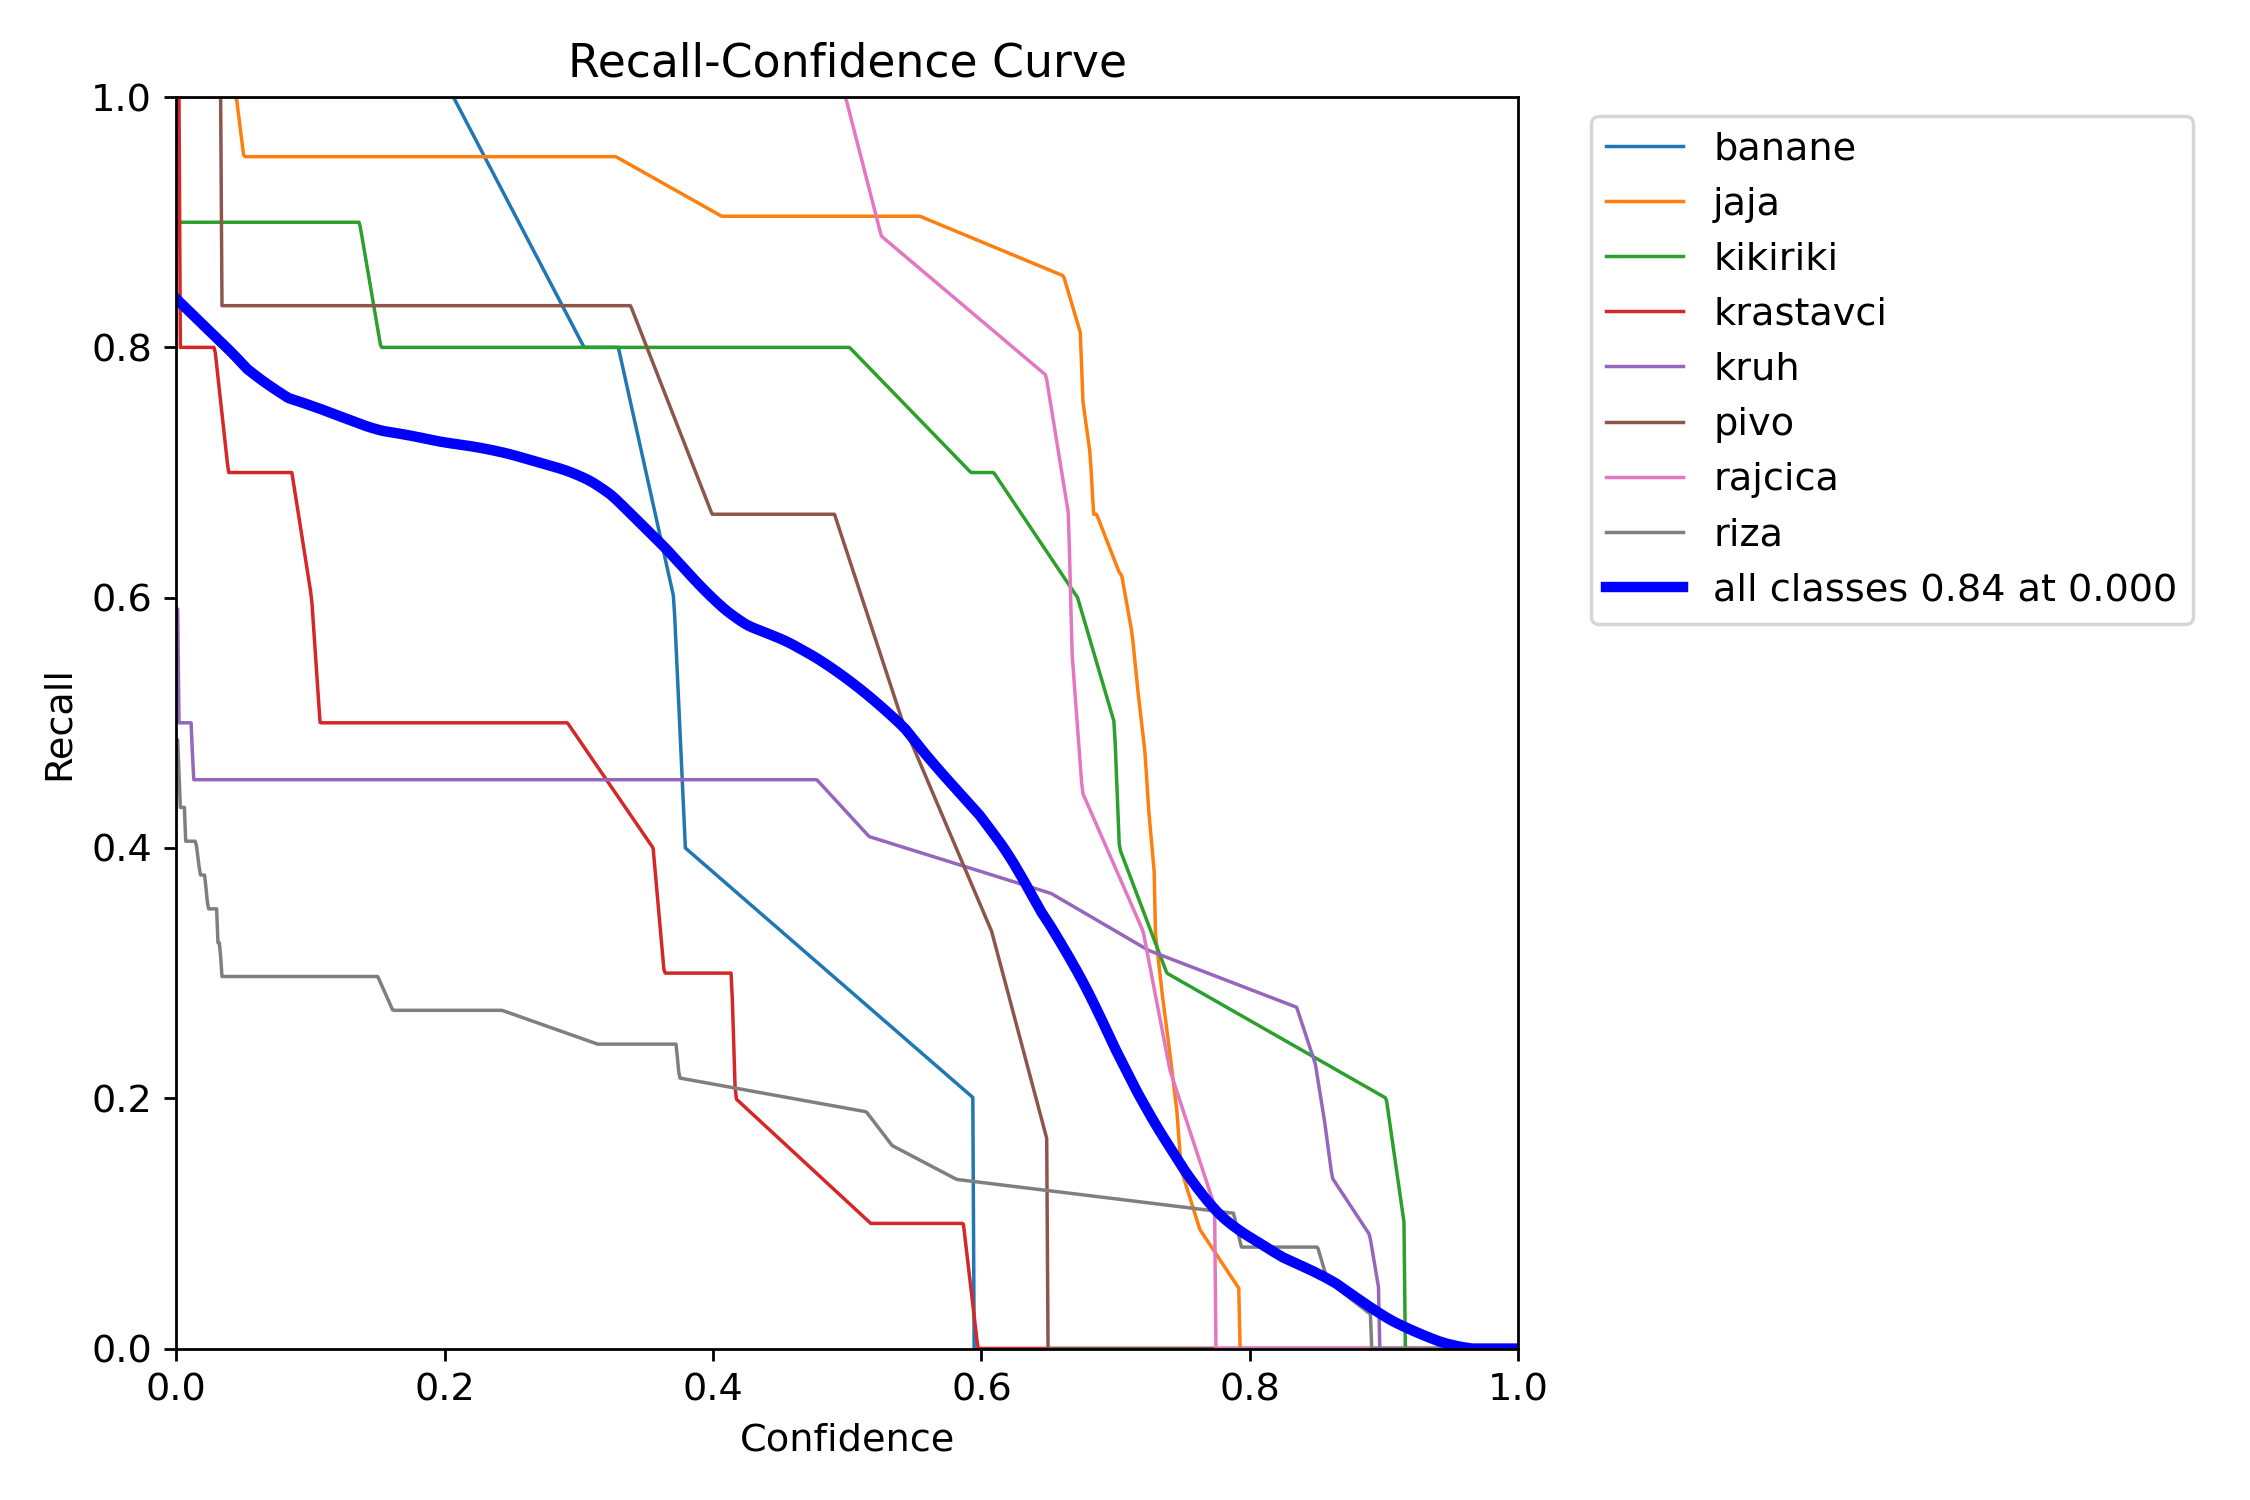 Recall-Confidence Curve
1.0
0.8
0.6
0.4
0.2
0.0
Recall
0.0 0.2 0.4 0.6 0.8 1.0
Confidence
banane
jaja
kikiriki
krastavci
kruh
pivo
rajcica
riza
all classes 0.84 at 0.000